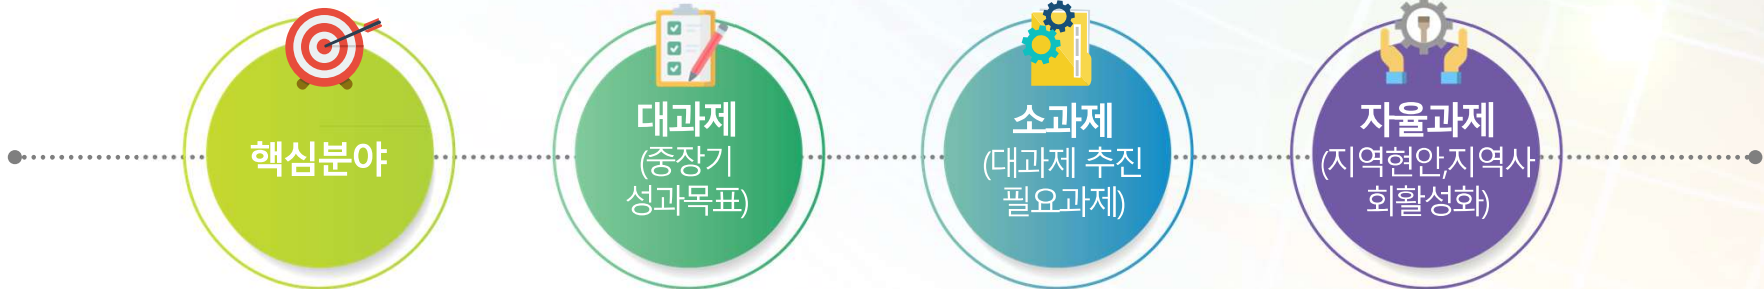 핵심분야
대과제
(중장기
성과목표)
소과제
(대과제 추진
필요과제)
자율과제
(지역현안,지역사
회활성화)